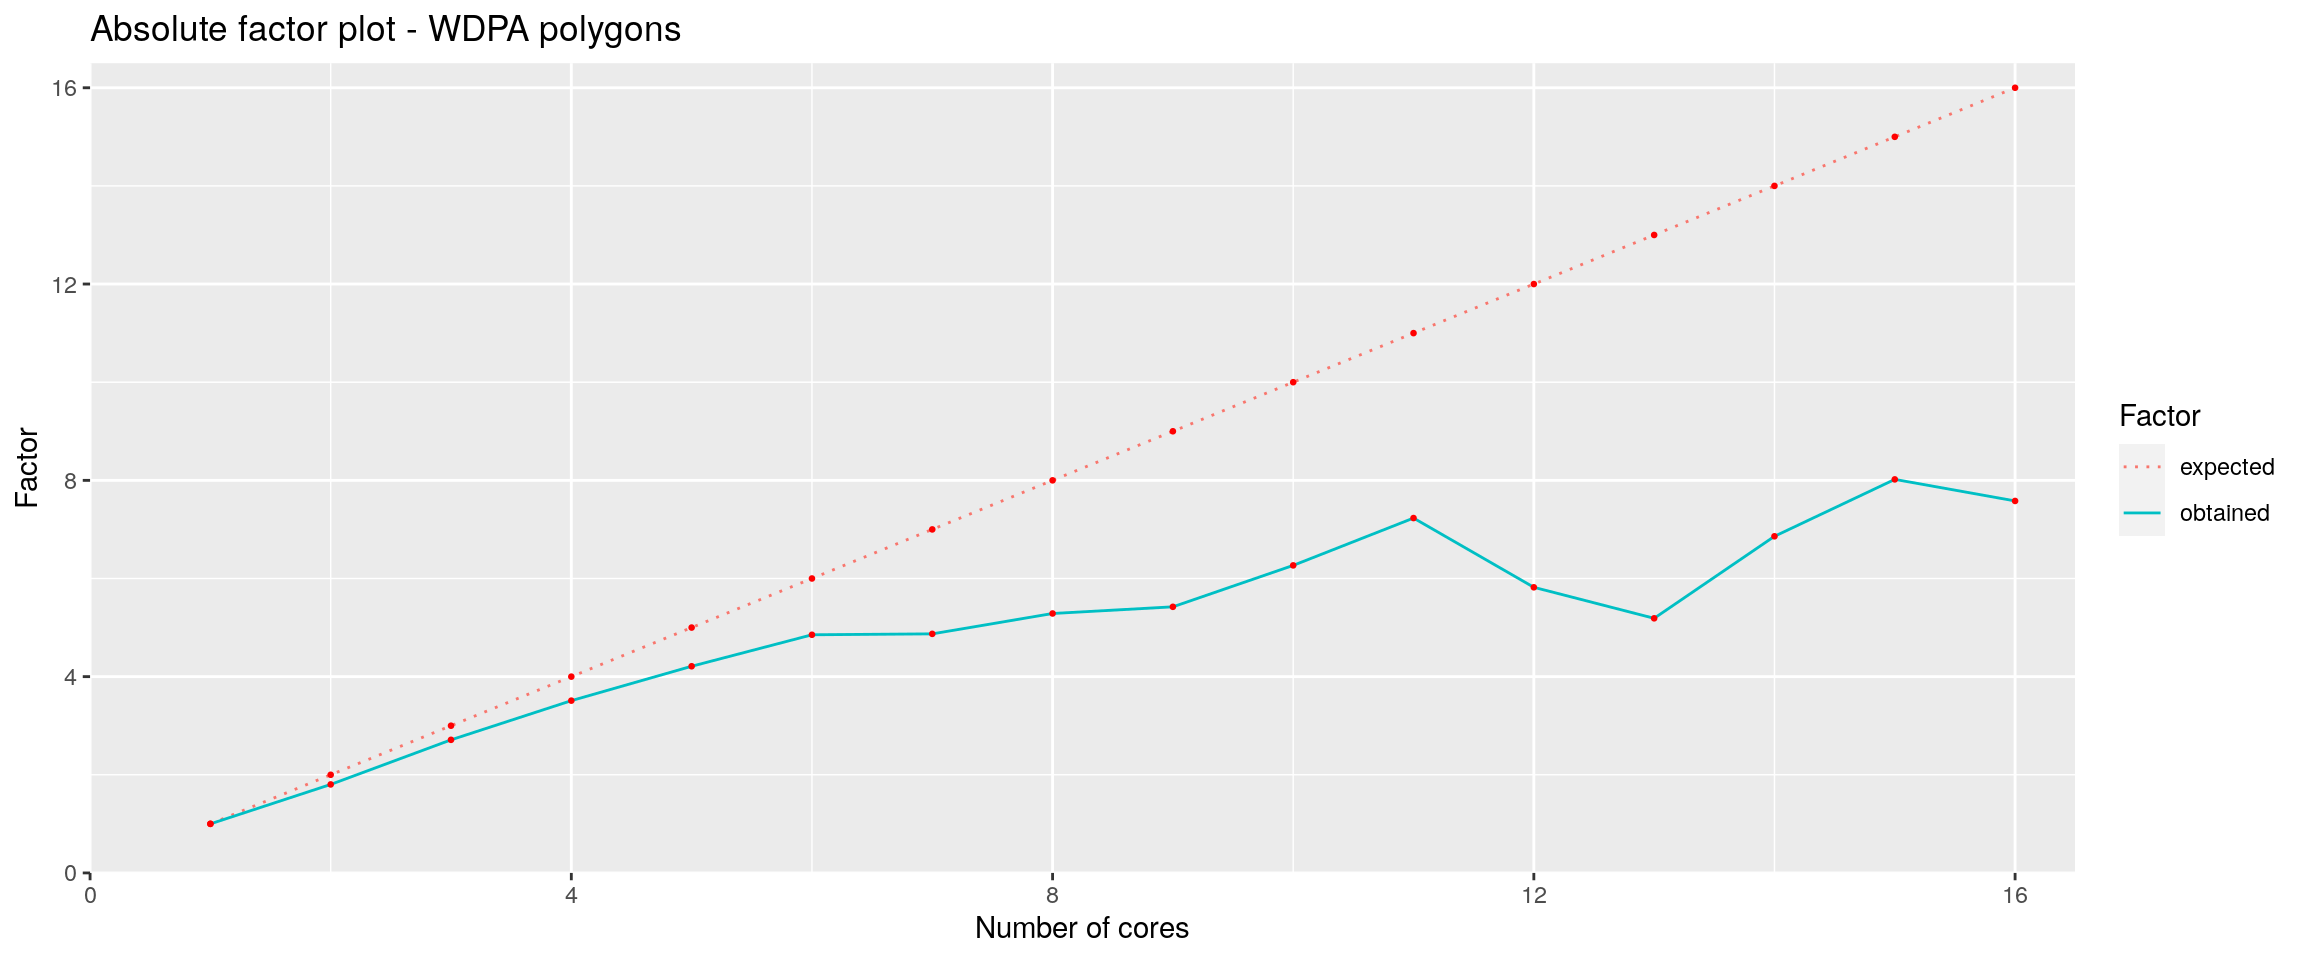 Absolute factor plot - WDPA polygons
16
12
8
4
0
Factor
0 4 8 12 16
Number of cores
Factor
expected
obtained